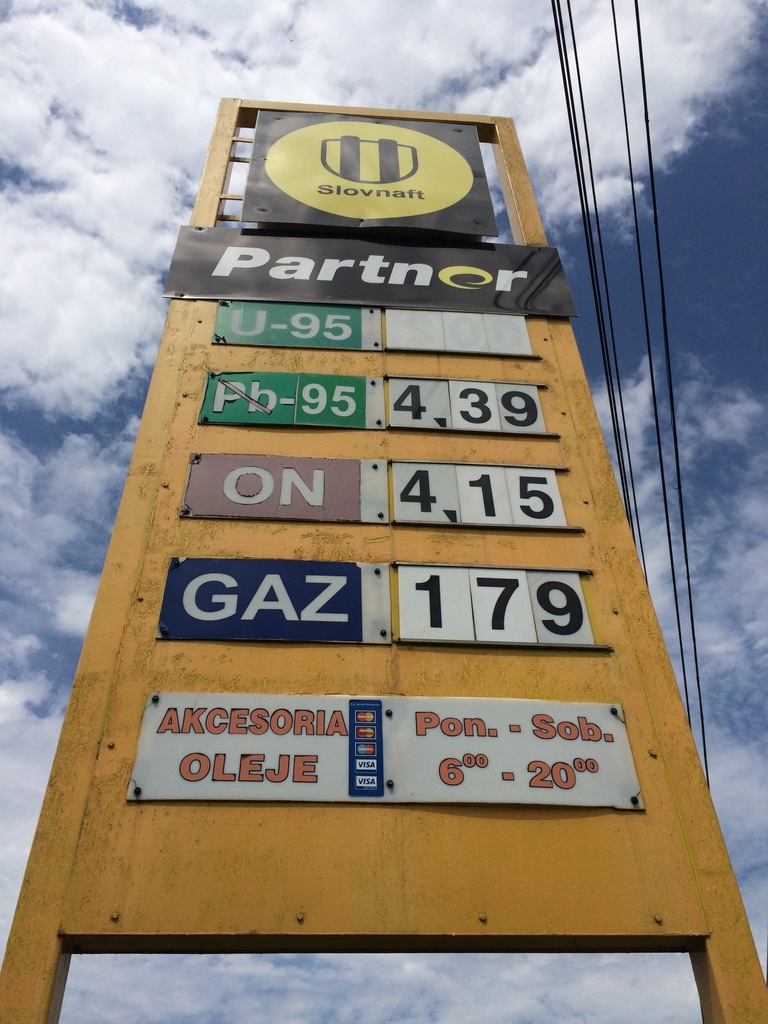 Slovnaft
Partner
U-95
Pb-95 4,39
ON 4,15
GAZ 179
AKCESORIA Pon. - Sob.
OLEJE 6⁰⁰ - 20⁰⁰
VISA
VISA